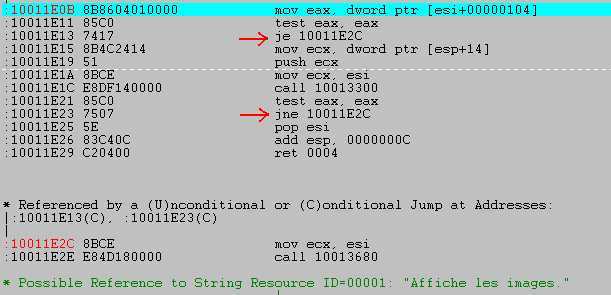 :10011E0B 8B8604010000 mov eax, dword ptr [esi+00000104]
:10011E11 85C0 test eax, eax
:10011E13 7417 je 10011E2C
:10011E15 8B4C2414 mov ecx, dword ptr [esp+14]
:10011E19 51 push ecx
:10011E1A 8BCE mov ecx, esi
:10011E1C E8DF140000 call 10013300
:10011E21 85C0 test eax, eax
:10011E23 7507 jne 10011E2C
:10011E25 5E pop esi
:10011E26 83C40C add esp, 0000000C
:10011E29 C20400 ret 0004
* Referenced by a (U)nconditional or (C)onditional Jump at Addresses:
|:10011E13(C), :10011E23(C)
|
:10011E2C 8BCE mov ecx, esi
:10011E2E E84D180000 call 10013680
* Possible Reference to String Resource ID=00001: "Affiche les images."